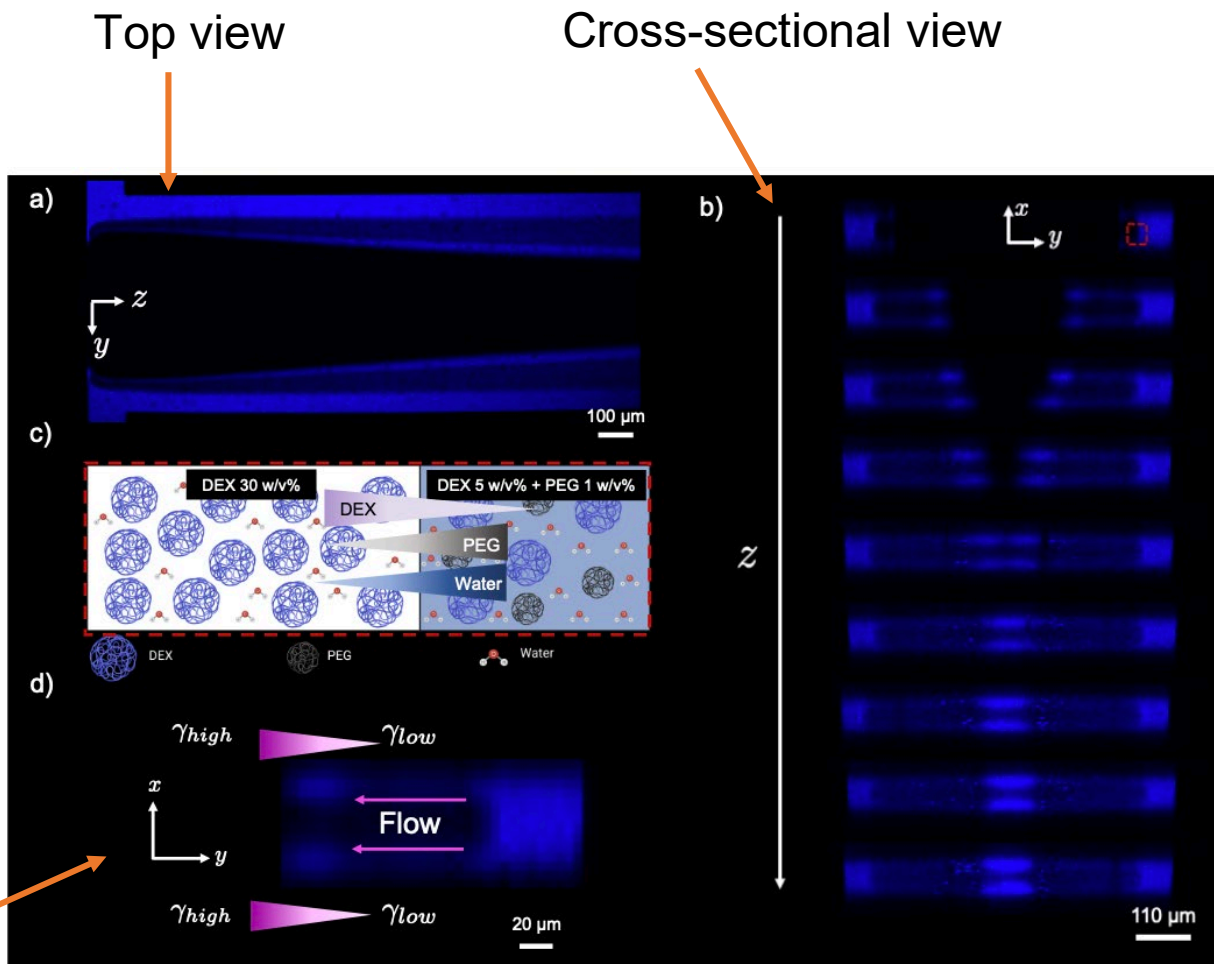 Top view
Cross-sectional view
a)
z
y
100 µm
b)
x
y
z
110 µm
c)
DEX 30 w/v%
DEX 5 w/v% + PEG 1 w/v%
DEX
PEG
Water
DEX
PEG
Water
d)
γhigh
γlow
x
y
Flow
γhigh
γlow
20 µm